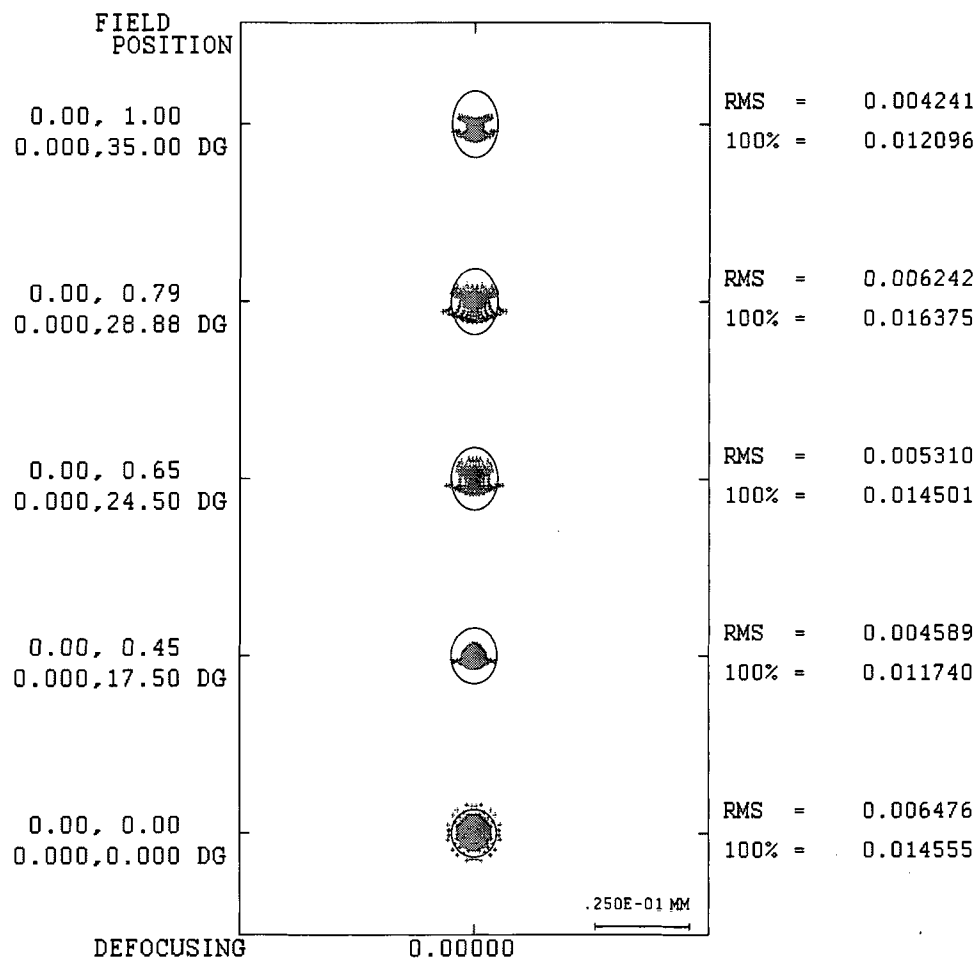 FIELD
POSITION
0.00, 1.00
0.000,35.00 DG
RMS = 0.004241
100% = 0.012096
0.00, 0.79
0.000,28.88 DG
RMS = 0.006242
100% = 0.016375
0.00, 0.65
0.000,24.50 DG
RMS = 0.005310
100% = 0.014501
0.00, 0.45
0.000,17.50 DG
RMS = 0.004589
100% = 0.011740
0.00, 0.00
0.000,0.000 DG
RMS = 0.006476
100% = 0.014555
.250E-01 MM
DEFOCUSING 0.00000